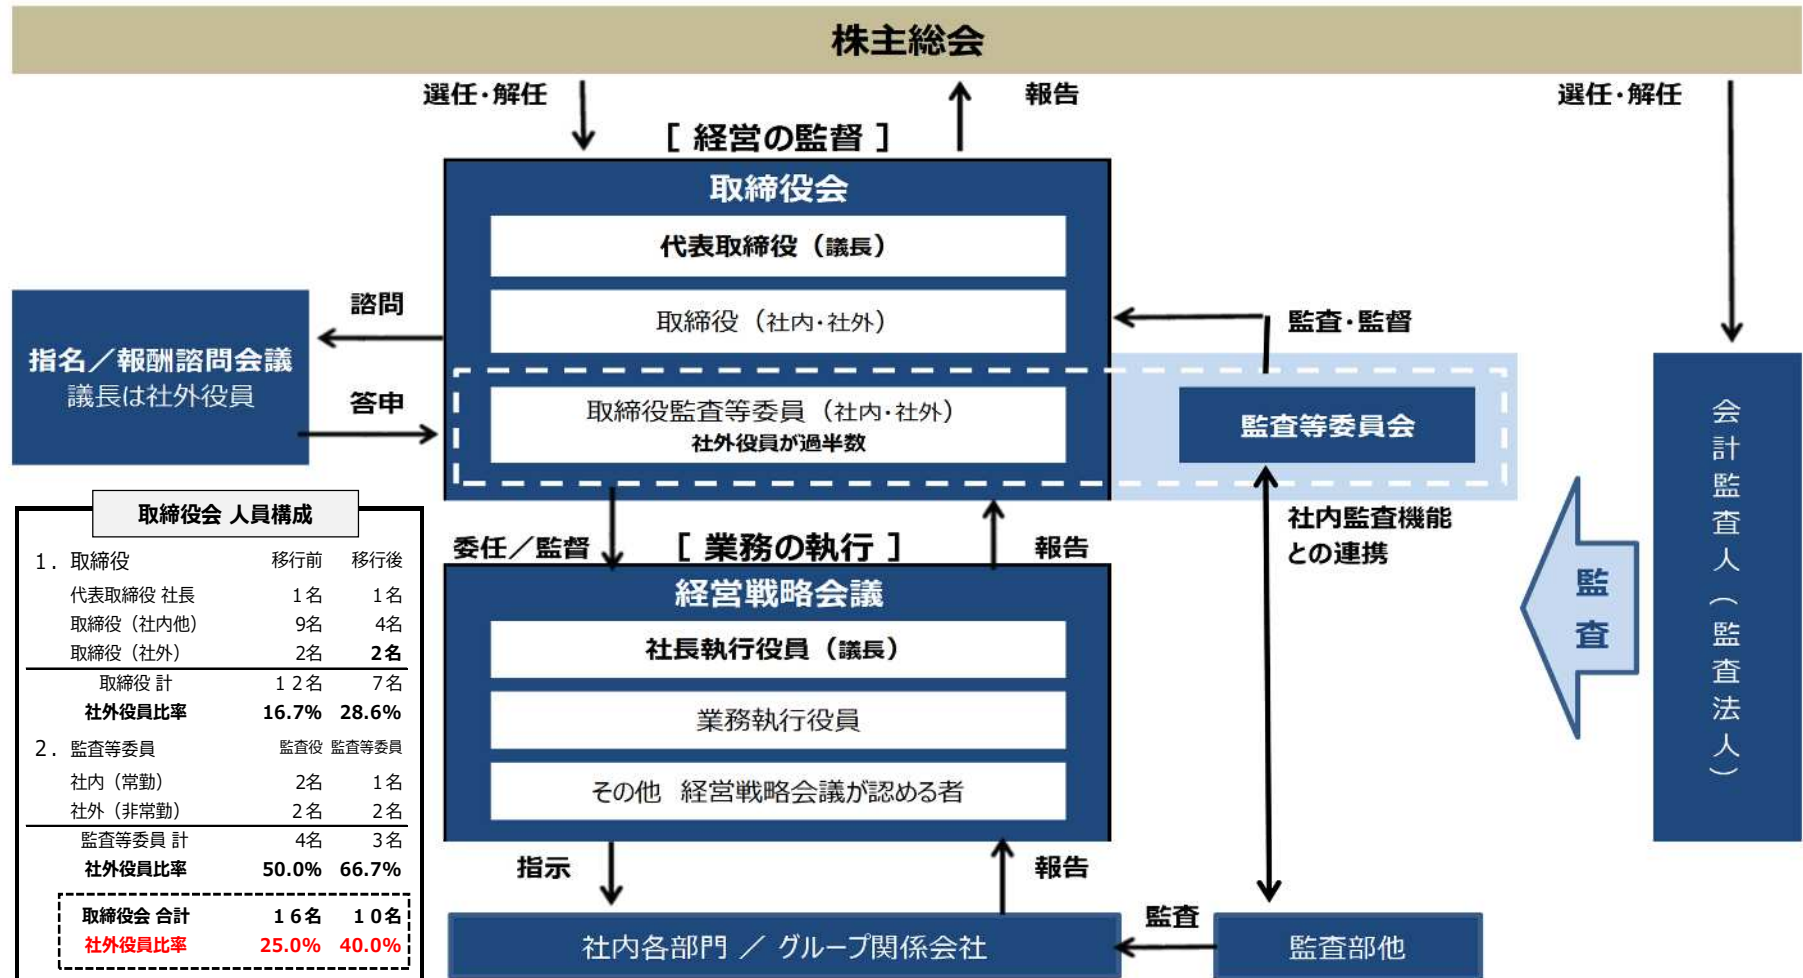 株主総会
選任・解任
報告
選任・解任
[ 経営の監督 ]
取締役会
代表取締役（議長）
取締役（社内・社外）
取締役監査等委員（社内・社外）
社外役員が過半数
諮問
指名／報酬諮問会議
議長は社外役員
答申
監査・監督
監査等委員会
社内監査機能
との連携
会計監査人（監査法人）
監査
委任／監督
[ 業務の執行 ]
報告
経営戦略会議
社長執行役員（議長）
業務執行役員
その他 経営戦略会議が認める者
指示
報告
社内各部門 ／ グループ関係会社
監査
監査部他
取締役会 人員構成
1. 取締役 移行前 移行後
代表取締役 社長 1名 1名
取締役（社内他） 9名 4名
取締役（社外） 2名 2名
取締役 計 12名 7名
社外役員比率 16.7% 28.6%
2. 監査等委員 監査役 監査等委員
社内（常勤） 2名 1名
社外（非常勤） 2名 2名
監査等委員 計 4名 3名
社外役員比率 50.0% 66.7%
取締役会 合計 16名 10名
社外役員比率 25.0% 40.0%